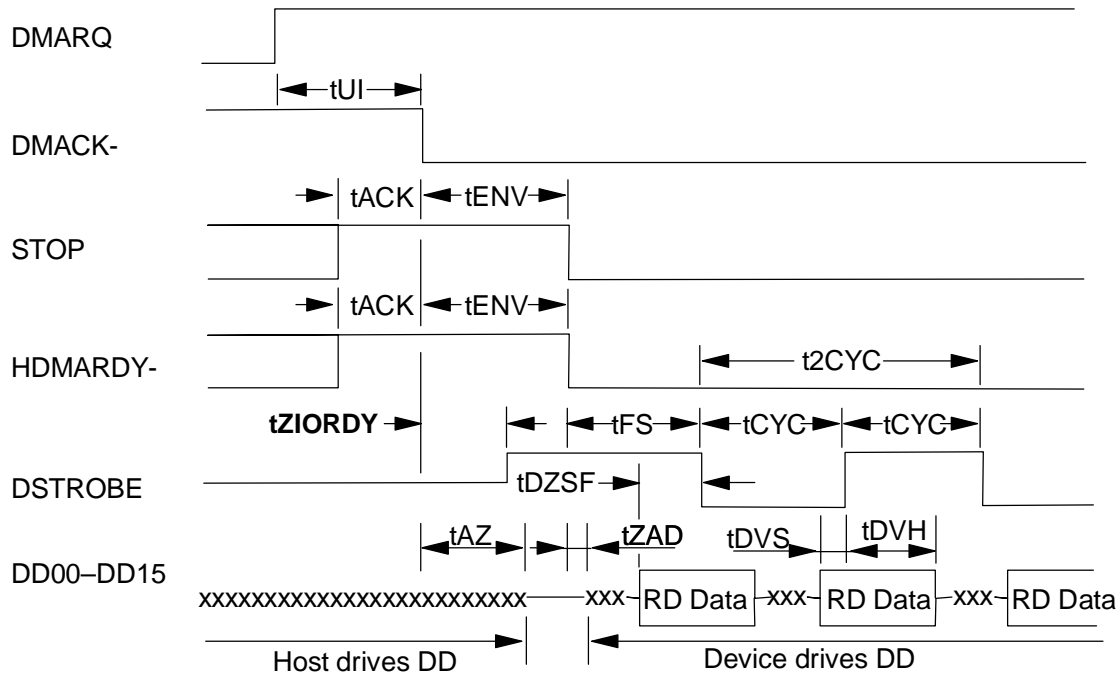 DMARQ
tUI
DMACK-
tACK tENV
STOP
tACK tENV
HDMARDY-
t2CYC
tZIORDY tFS tCYC tCYC
DSTROBE
tDZSF
tAZ tZAD tDVS tDVH
DD00–DD15
xxxxxxxxxxxxxxxxxxxxxxxxx xxx RD Data xxx RD Data xxx RD Data
Host drives DD Device drives DD